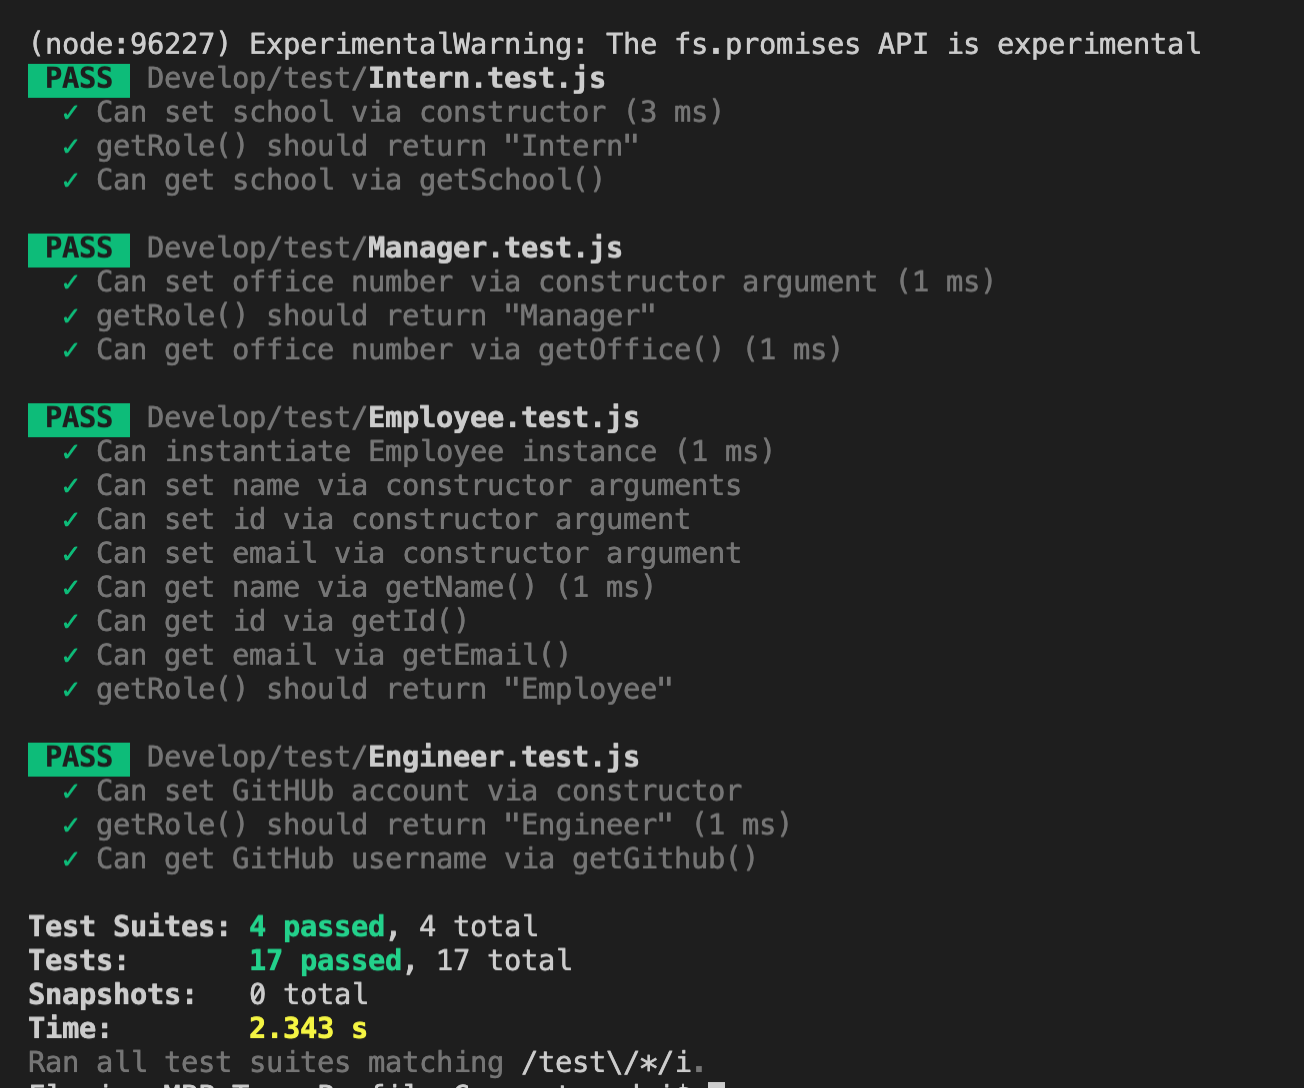 (node:96227) ExperimentalWarning: The fs.promises API is experimental
PASS Develop/test/Intern.test.js
✓ Can set school via constructor (3 ms)
✓ getRole() should return "Intern"
✓ Can get school via getSchool()
PASS Develop/test/Manager.test.js
✓ Can set office number via constructor argument (1 ms)
✓ getRole() should return "Manager"
✓ Can get office number via getOffice() (1 ms)
PASS Develop/test/Employee.test.js
✓ Can instantiate Employee instance (1 ms)
✓ Can set name via constructor arguments
✓ Can set id via constructor argument
✓ Can set email via constructor argument
✓ Can get name via getName() (1 ms)
✓ Can get id via getId()
✓ Can get email via getEmail()
✓ getRole() should return "Employee"
PASS Develop/test/Engineer.test.js
✓ Can set GitHUb account via constructor
✓ getRole() should return "Engineer" (1 ms)
✓ Can get GitHub username via getGithub()
Test Suites: 4 passed, 4 total
Tests: 17 passed, 17 total
Snapshots: 0 total
Time: 2.343 s
Ran all test suites matching /test\/*/i.